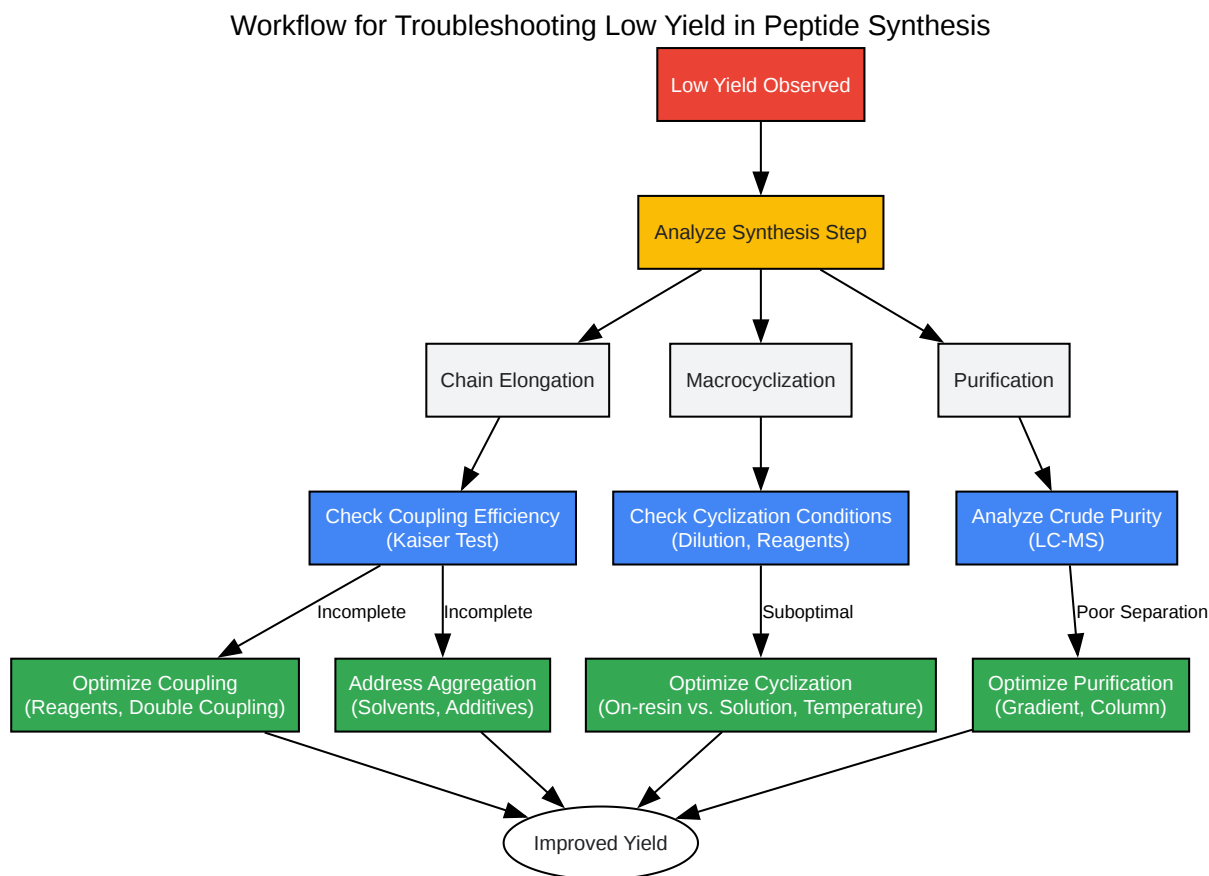 Workflow for Troubleshooting Low Yield in Peptide Synthesis
Low Yield Observed
Analyze Synthesis Step
Chain Elongation
Macrocyclization
Purification
Check Coupling Efficiency
(Kaiser Test)
Check Cyclization Conditions
(Dilution, Reagents)
Analyze Crude Purity
(LC-MS)
Incomplete
Incomplete
Suboptimal
Poor Separation
Optimize Coupling
(Reagents, Double Coupling)
Address Aggregation
(Solvents, Additives)
Optimize Cyclization
(On-resin vs. Solution, Temperature)
Optimize Purification
(Gradient, Column)
Improved Yield